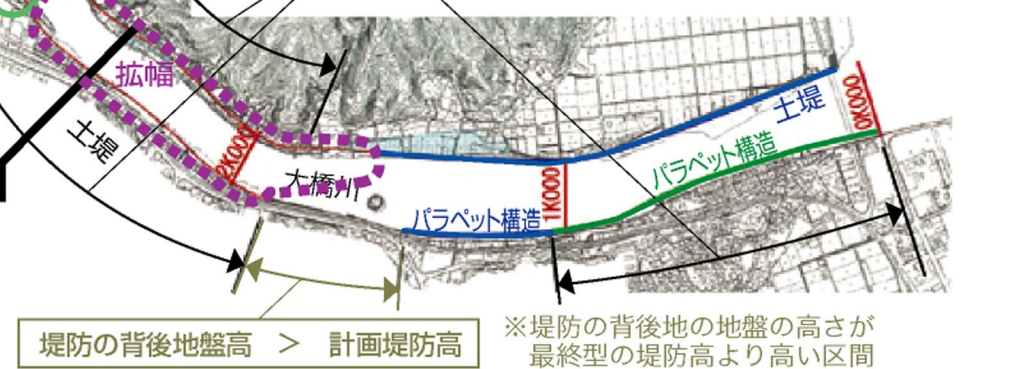 拡幅
土堤
2K000
大橋川
パラペット構造
1K000
パラペット構造
土堤
0K000
堤防の背後地盤高 > 計画堤防高
※堤防の背後地の地盤の高さが
最終型の堤防高より高い区間